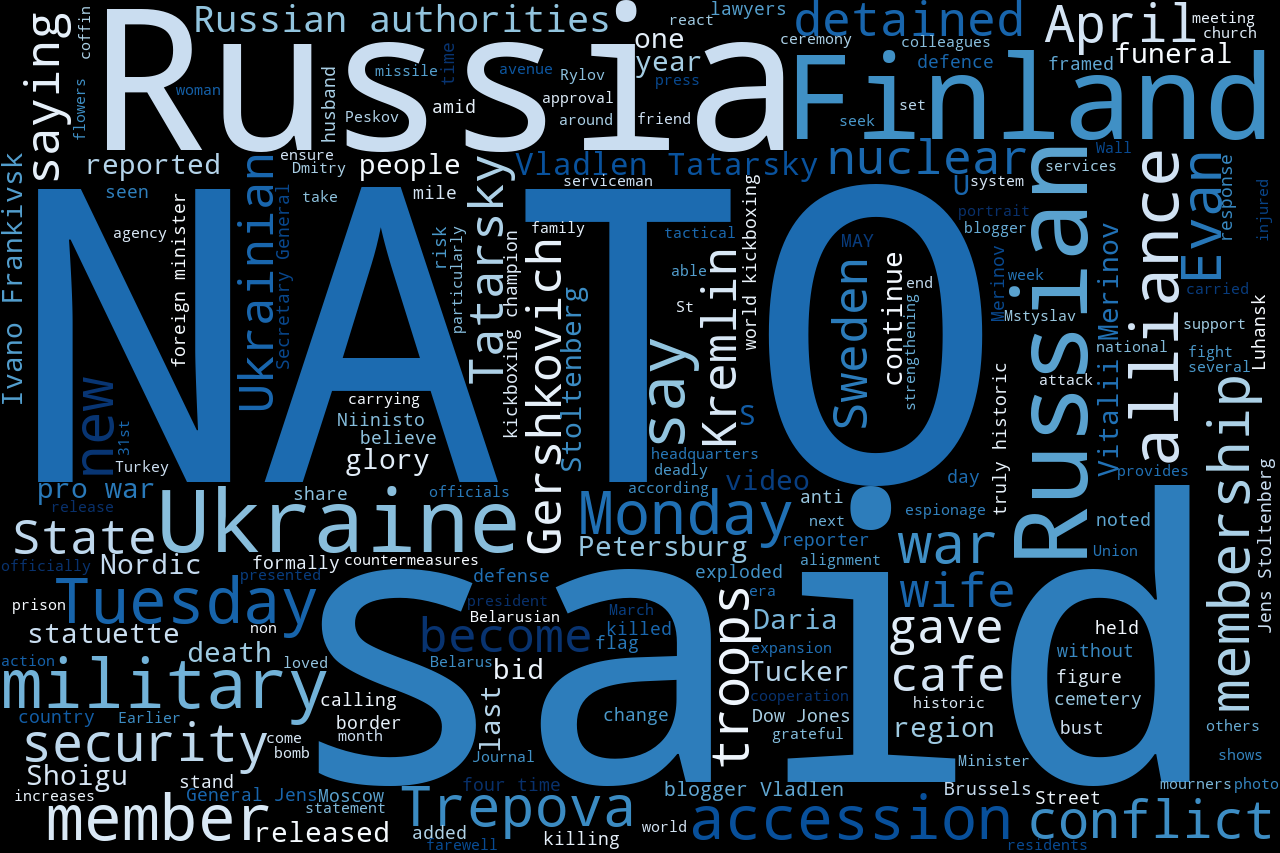 Russian authorities
react
lawyers
detained
April
meeting
church
coffin
saying
Russia
one
year
ceremony
colleagues
defence
framed
funeral
Finland
missile
time
avenue
Rylov
press
woman
flowers
husband
Peskov
amid
approval
around
friend
set
seek
reported
ensure
Dmitry
people
Vladlen Tatarsky
nuclear
Wall
services
seen
take
mile
serviceman
U
system
Ivano Frankivsk
NATO
agency
foreign minister
Ukrainian
Secretary General
risk
particularly
Tatarsky
kickboxing champion
family
Gershkovich
Stoltenberg
tactical
able
St
say
Kremlin
world kickboxing
MAY
Sweden
continue
end
strengthening
portrait
blogger
Merinov
week
Mstyslav
Russian
Vitalii Merinov
alliance
Evan
response
injured
carried
support
national
fight
several
Luhansk
attack
truly historic
membership
Jens Stoltenberg
new
31st
Turkey
carrying
Niinisto
believe
glory
S
headquarters
deadly
according
video
day
provides
pro war
release
share
officials
anti
espionage
noted
State
Ukraine
Monday
next
reporter
war
Union
Nordic
formally
countermeasures
Petersburg
alignment
officially
presented
defense
exploded
era
prison
Tuesday
said
president
Belarusian
March
wife
statuette
non
become
killed
flag
troops
Daria
gave
held
death
loved
Belarus
bid
expansion
without
action
military
calling
Tucker
cafe
figure
cooperation
cemetery
country
Earlier
border
month
last
change
Dow Jones
grateful
historic
region
bust
others
security
come
bomb
Journal
Minister
shows
Shoigu
stand
four time
blogger Vladlen
Brussels
mourners
photo
increases
General Jens
Moscow
statement
Street
member
released
added
farewell
Trepova
killing
world
accession
residents
conflict